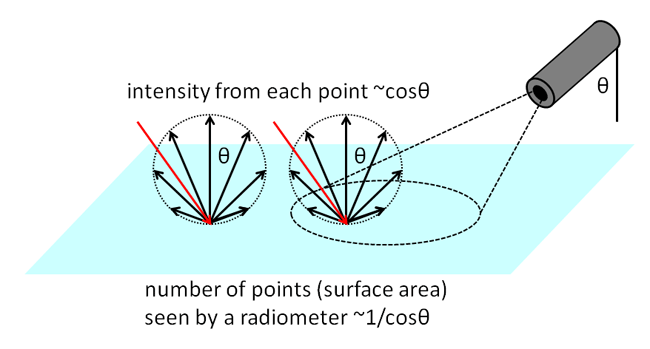 intensity from each point ~cosθ
θ
θ
θ
number of points (surface area)
seen by a radiometer ~1/cosθ